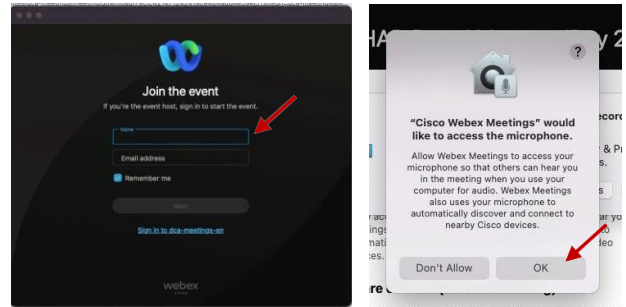 Join the event
If you're the event host, sign in to start the event.
Name
Email address
Remember me
Next
Sign in to dca-meetings-en
webex
HA
y 2
?
"Cisco Webex Meetings" would
like to access the microphone.
Allow Webex Meetings to access your
microphone so that others can hear you
in the meeting when you use your
computer for audio. Webex Meetings
also uses your microphone to
automatically discover and connect to
nearby Cisco devices.
Don't Allow
OK
ecor
& P
s.